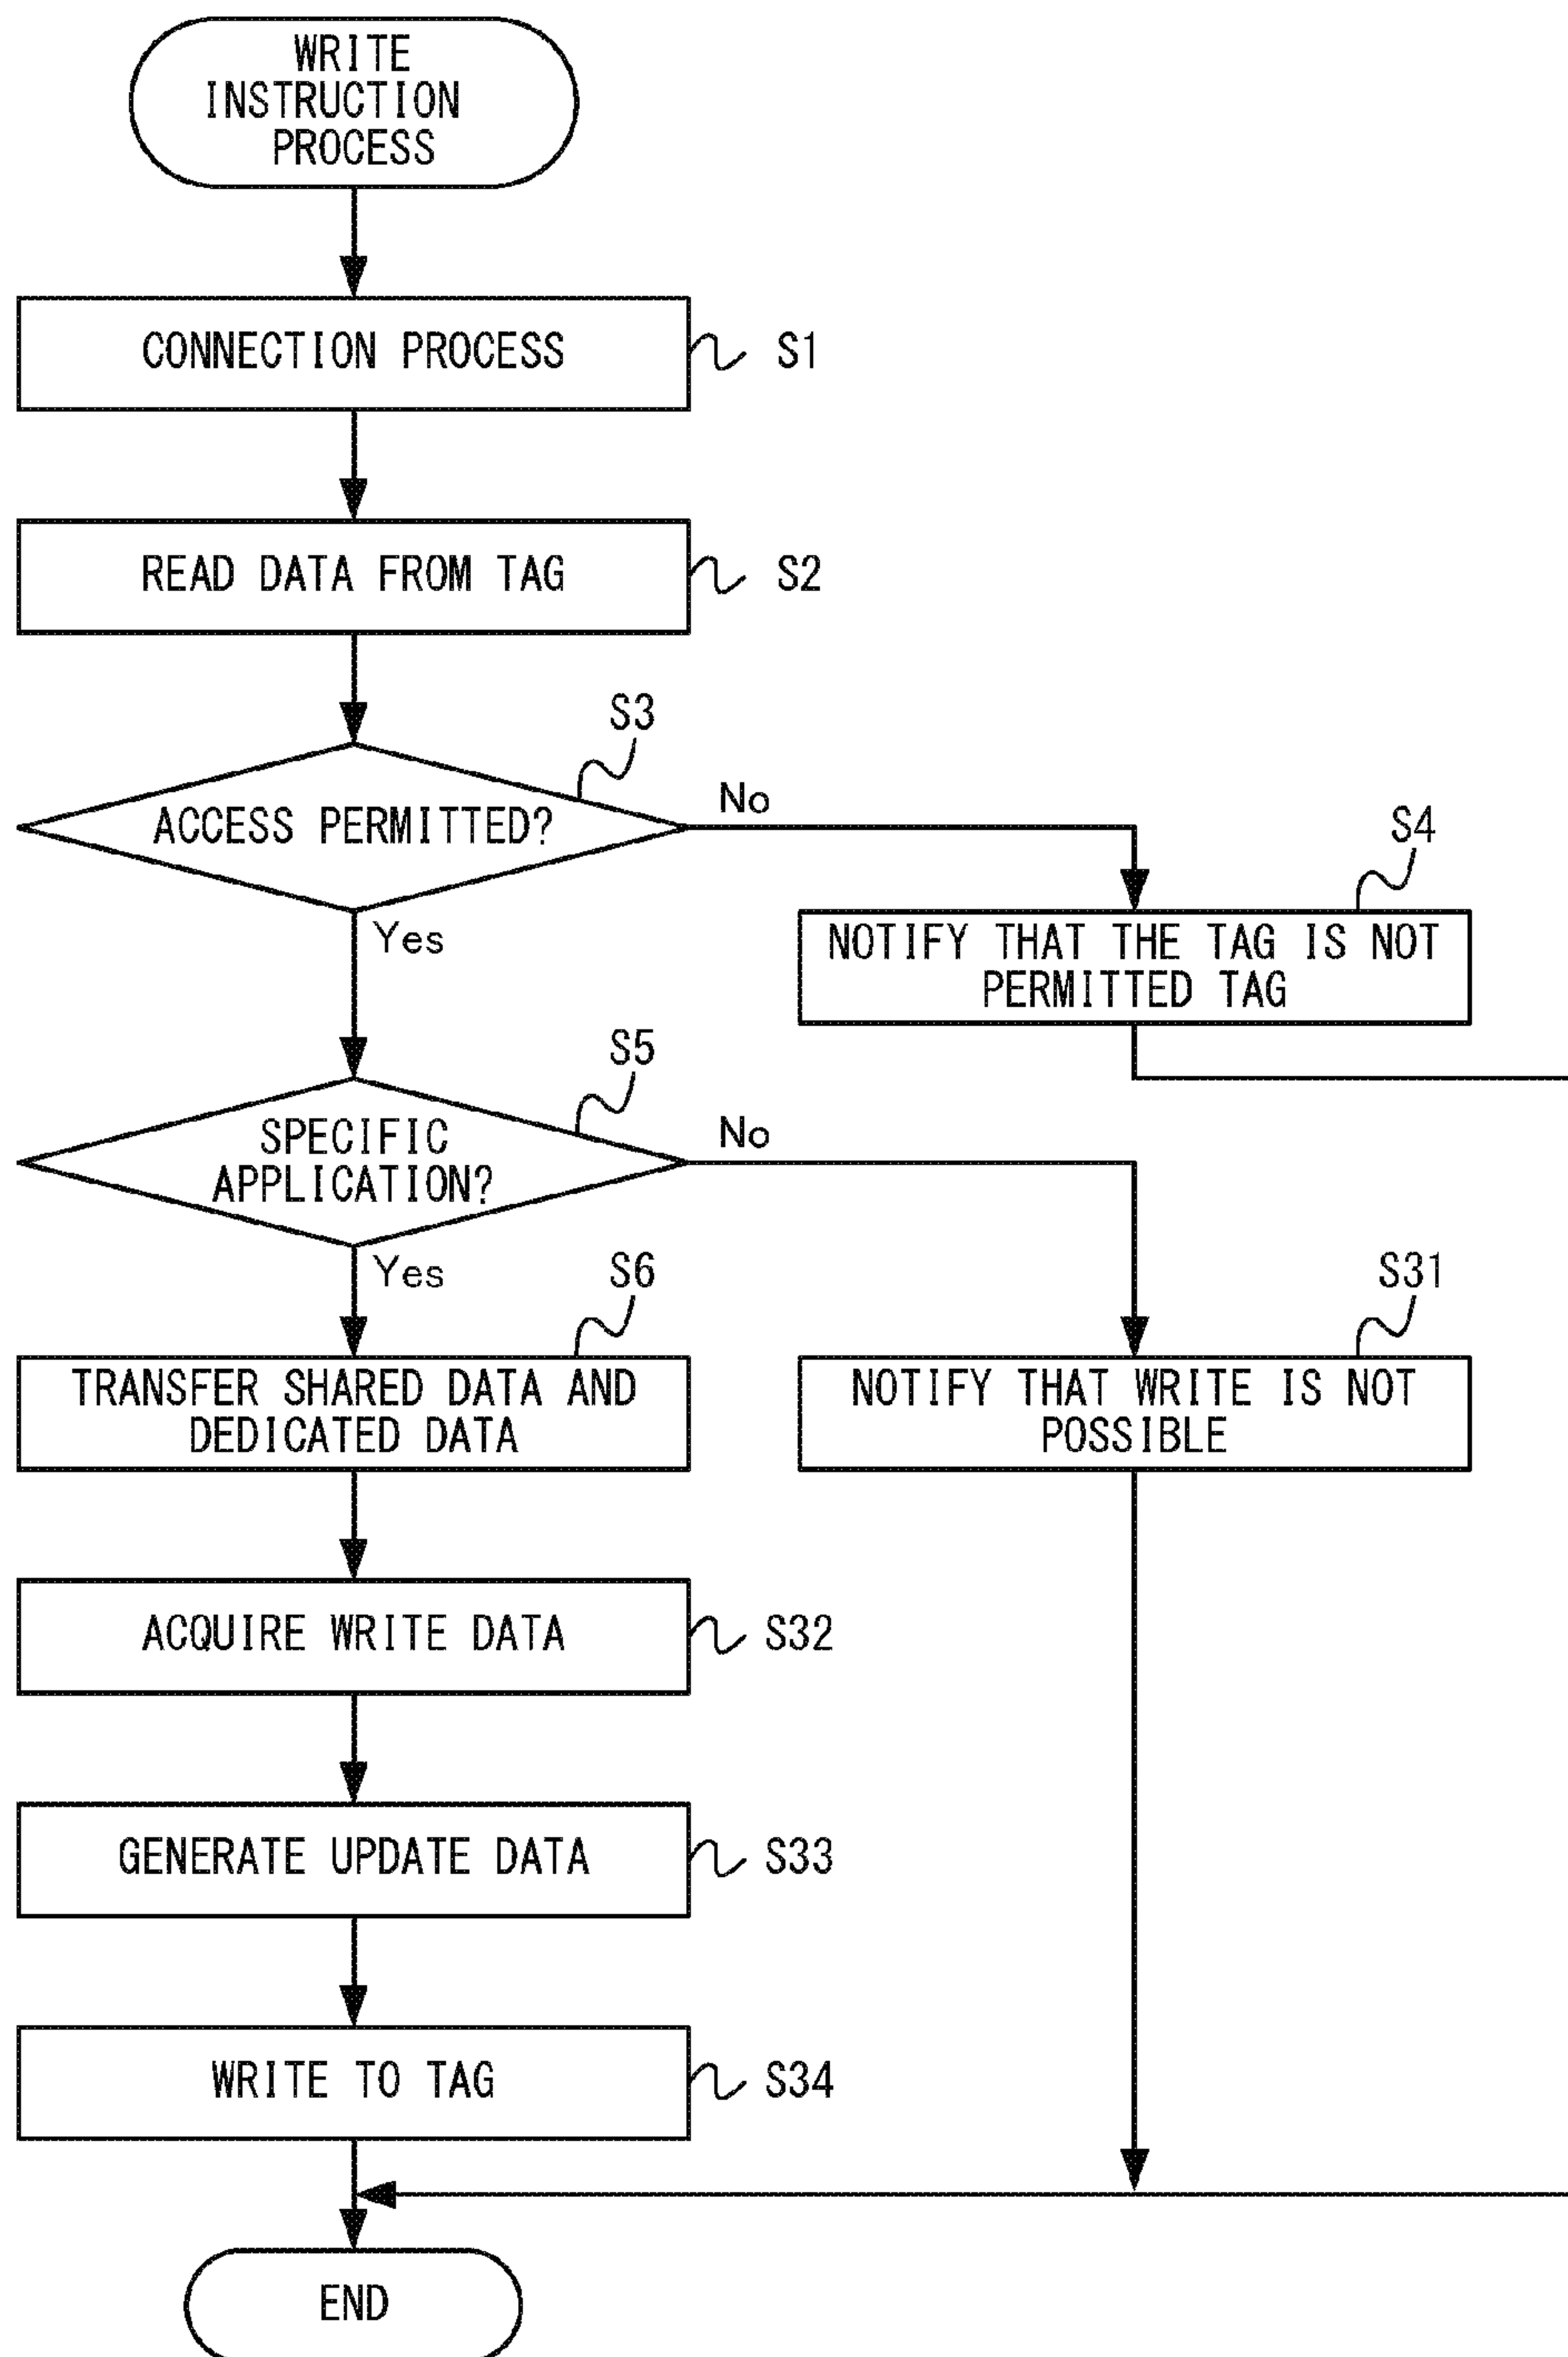 WRITE
INSTRUCTION
PROCESS
CONNECTION PROCESS
S1
READ DATA FROM TAG
S2
S3
ACCESS PERMITTED?
No
Yes
S4
NOTIFY THAT THE TAG IS NOT
PERMITTED TAG
S5
SPECIFIC
APPLICATION?
No
Yes
S6
TRANSFER SHARED DATA AND
DEDICATED DATA
S31
NOTIFY THAT WRITE IS NOT
POSSIBLE
ACQUIRE WRITE DATA
S32
GENERATE UPDATE DATA
S33
WRITE TO TAG
S34
END